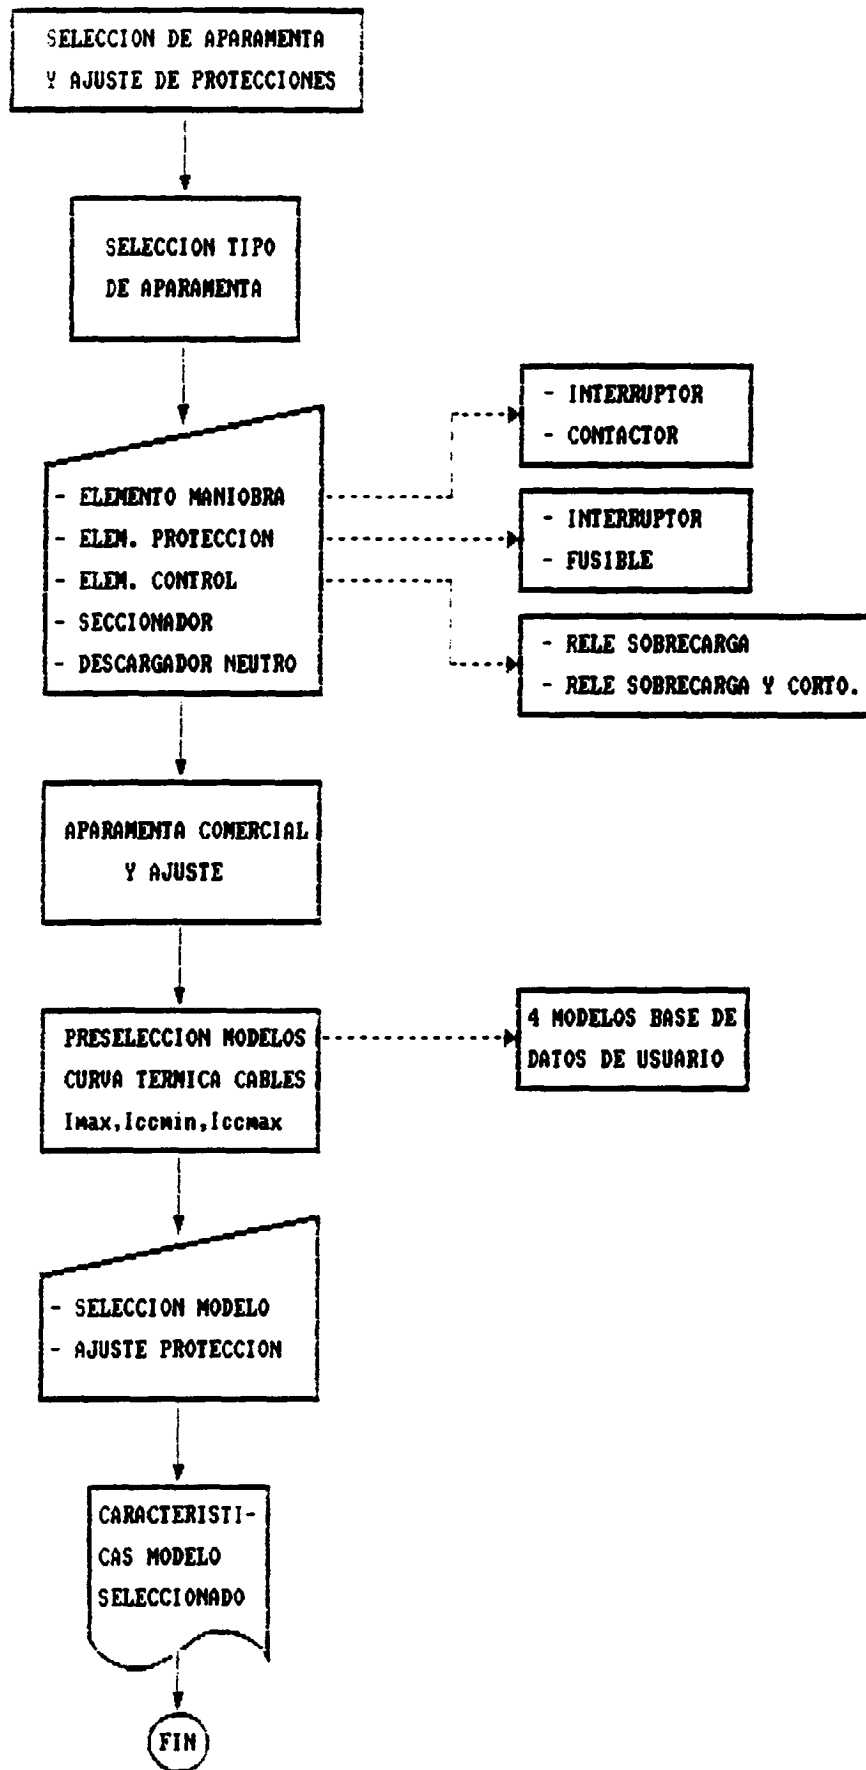 SELECCION DE APARAMENTA
Y AJUSTE DE PROTECCIONES
SELECCION TIPO
DE APARAMENTA
- INTERRUPTOR
- CONTACTOR
- ELEMENTO MANIOBRA
- ELEM. PROTECCION
- ELEM. CONTROL
- SECCIONADOR
- DESCARGADOR NEUTRO
- INTERRUPTOR
- FUSIBLE
- RELE SOBRECARGA
- RELE SOBRECARGA Y CORTO.
APARAMENTA COMERCIAL
Y AJUSTE
PRESELECCION MODELOS
CURVA TERMICA CABLES
Imax,Iccmin,Iccmax
4 MODELOS BASE DE
DATOS DE USUARIO
- SELECCION MODELO
- AJUSTE PROTECCION
CARACTERISTI-
CAS MODELO
SELECCIONADO
FIN